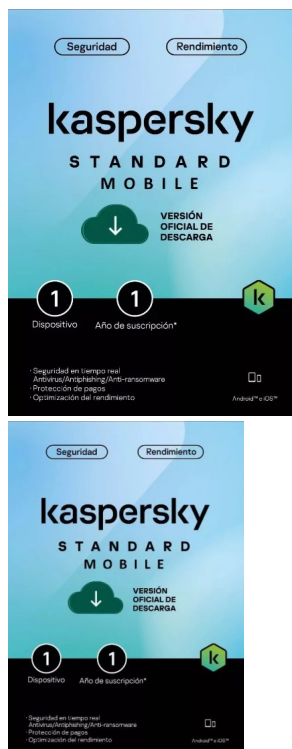 Seguridad Rendimiento
kaspersky
STANDARD
MOBILE
VERSIÓN
OFICIAL DE
DESCARGA
1 1
Dispositivo Año de suscripción*
k
· Seguridad en tiempo real
Antivirus/Antiphishing/Anti-ransomware
· Protección de pagos
· Optimización del rendimiento
Android™ e iOS™
Seguridad Rendimiento
kaspersky
STANDARD
MOBILE
VERSIÓN
OFICIAL DE
DESCARGA
1 1
Dispositivo Año de suscripción*
k
· Seguridad en tiempo real
Antivirus/Antiphishing/Anti-ransomware
· Protección de pagos
· Optimización del rendimiento
Android™ e iOS™